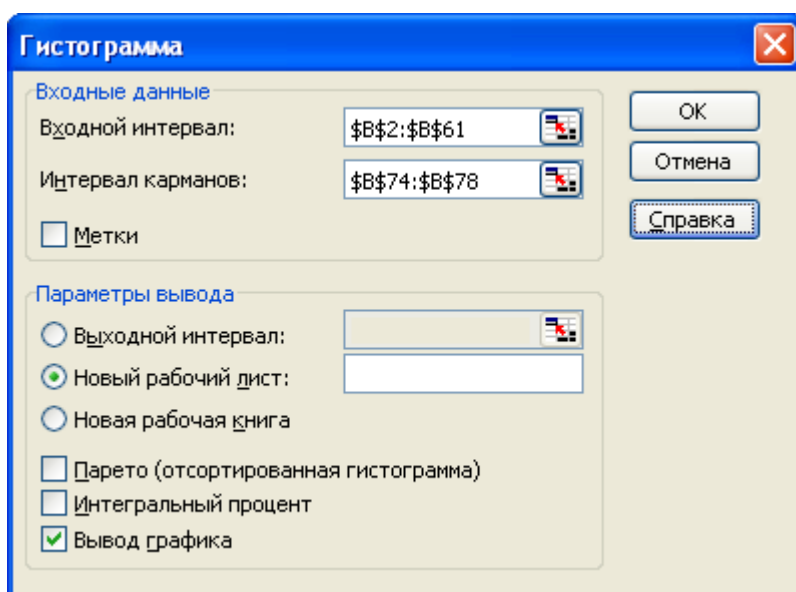 Гистограмма
Входные данные
Входной интервал: $B$2:$B$61
Интервал карманов: $B$74:$B$78
Метки
ОК
Отмена
Справка
Параметры вывода
Выходной интервал:
Новый рабочий лист:
Новая рабочая книга
Парето (отсортированная гистограмма)
Интегральный процент
Вывод графика